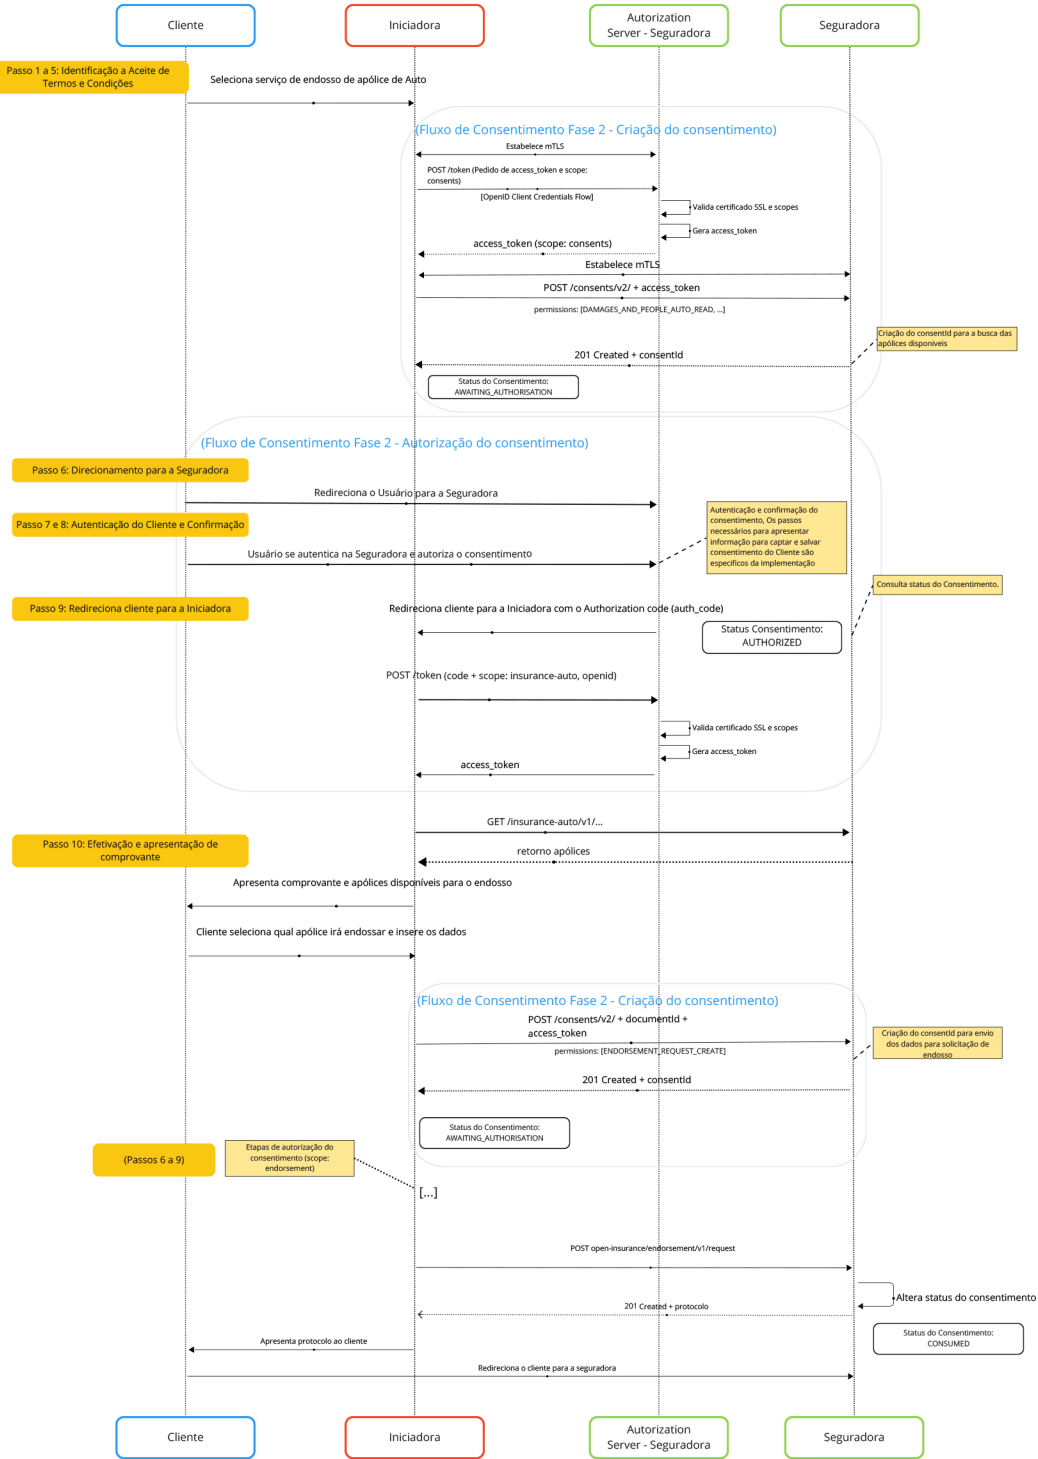 Cliente
Iniciadora
Autorization
Server - Seguradora
Seguradora
Passo 1 a 5: Identificação a Aceite de
Termos e Condições
Seleciona serviço de endosso de apólice de Auto
(Fluxo de Consentimento Fase 2 - Criação do consentimento)
Estabelece mTLS
POST /token (Pedido de access_token e scope:
consents)
[OpenID Client Credentials Flow]
Valida certificado SSL e scopes
Gera access_token
access_token (scope: consents)
Estabelece mTLS
POST /consents/v2/ + access_token
permissions: [DAMAGES_AND_PEOPLE_AUTO_READ, ...]
Criação do consentId para a busca das
apólices disponiveis
201 Created + consentId
Status do Consentimento:
AWAITING_AUTHORISATION
(Fluxo de Consentimento Fase 2 - Autorização do consentimento)
Passo 6: Direcionamento para a Seguradora
Redireciona o Usuário para a Seguradora
Passo 7 e 8: Autenticação do Cliente e Confirmação
Autenticação e confirmação do
consentimento, Os passos
necessários para apresentar
informação para captar e salvar
consentimento do Cliente são
especificos da implementação
Usuário se autentica na Seguradora e autoriza o consentimento
Consulta status do Consentimento.
Passo 9: Redireciona cliente para a Iniciadora
Redireciona cliente para a Iniciadora com o Authorization code (auth_code)
Status Consentimento:
AUTHORIZED
POST /token (code + scope: insurance-auto, openid)
Valida certificado SSL e scopes
Gera access_token
access_token
GET /insurance-auto/v1/...
Passo 10: Efetivação e apresentação de
comprovante
retorno apólices
Apresenta comprovante e apólices disponíveis para o endosso
Cliente seleciona qual apólice irá endossar e insere os dados
(Fluxo de Consentimento Fase 2 - Criação do consentimento)
POST /consents/v2/ + documentId +
access_token
permissions: [ENDORSEMENT_REQUEST_CREATE]
Criação do consentId para envio
dos dados para solicitação de
endosso
201 Created + consentId
Status do Consentimento:
AWAITING_AUTHORISATION
(Passos 6 a 9)
Etapas de autorização do
consentimento (scope:
endorsement)
[...]
POST open-insurance/endorsement/v1/request
Altera status do consentimento
201 Created + protocolo
Status do Consentimento:
CONSUMED
Apresenta protocolo ao cliente
Redireciona o cliente para a seguradora
Cliente
Iniciadora
Autorization
Server - Seguradora
Seguradora